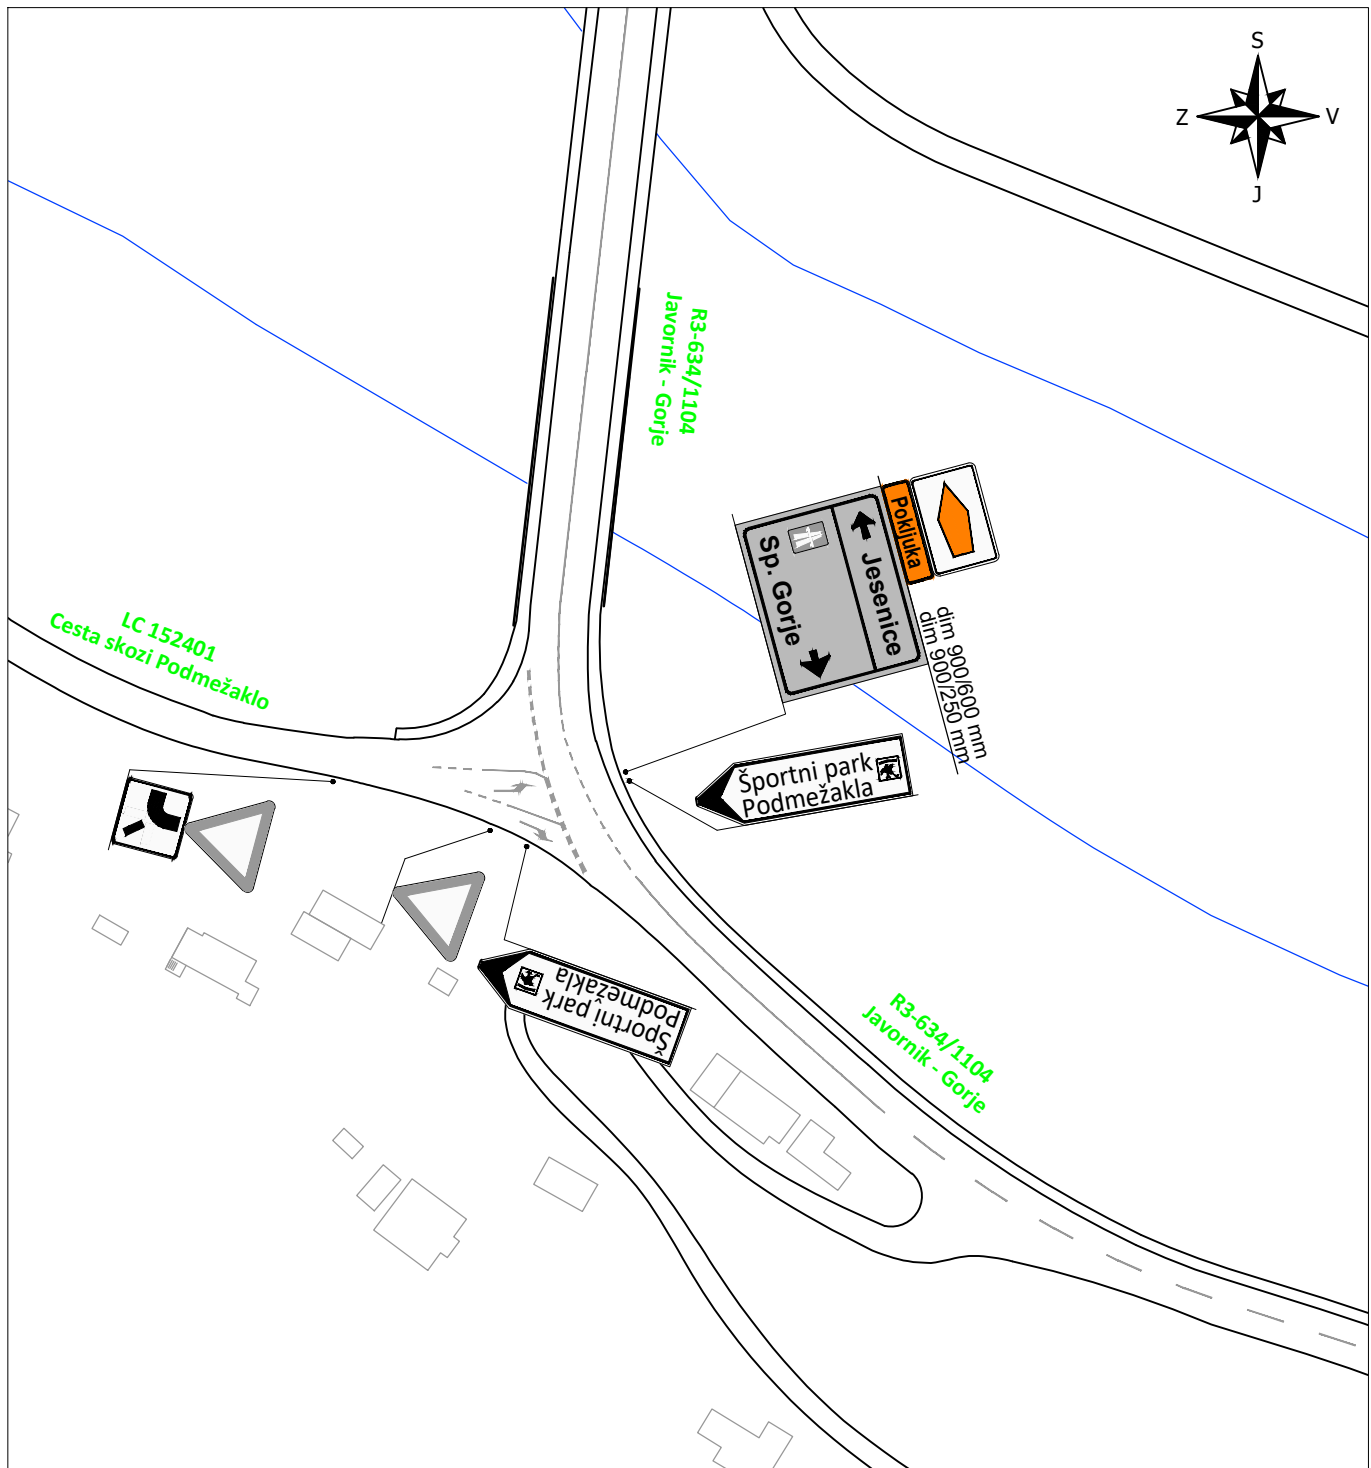 S
Z
V
J
R3-634/1104
Javornik - Gorje
Pokljuka
Jesenice
Sp. Gorje
dim 900/600 mm
dim 900/250 mm
LC 152401
Cesta skozi Podmežaklo
Športni park
Podmežakla
Športni park
Podmežakla
R3-634/1104
Javornik - Gorje